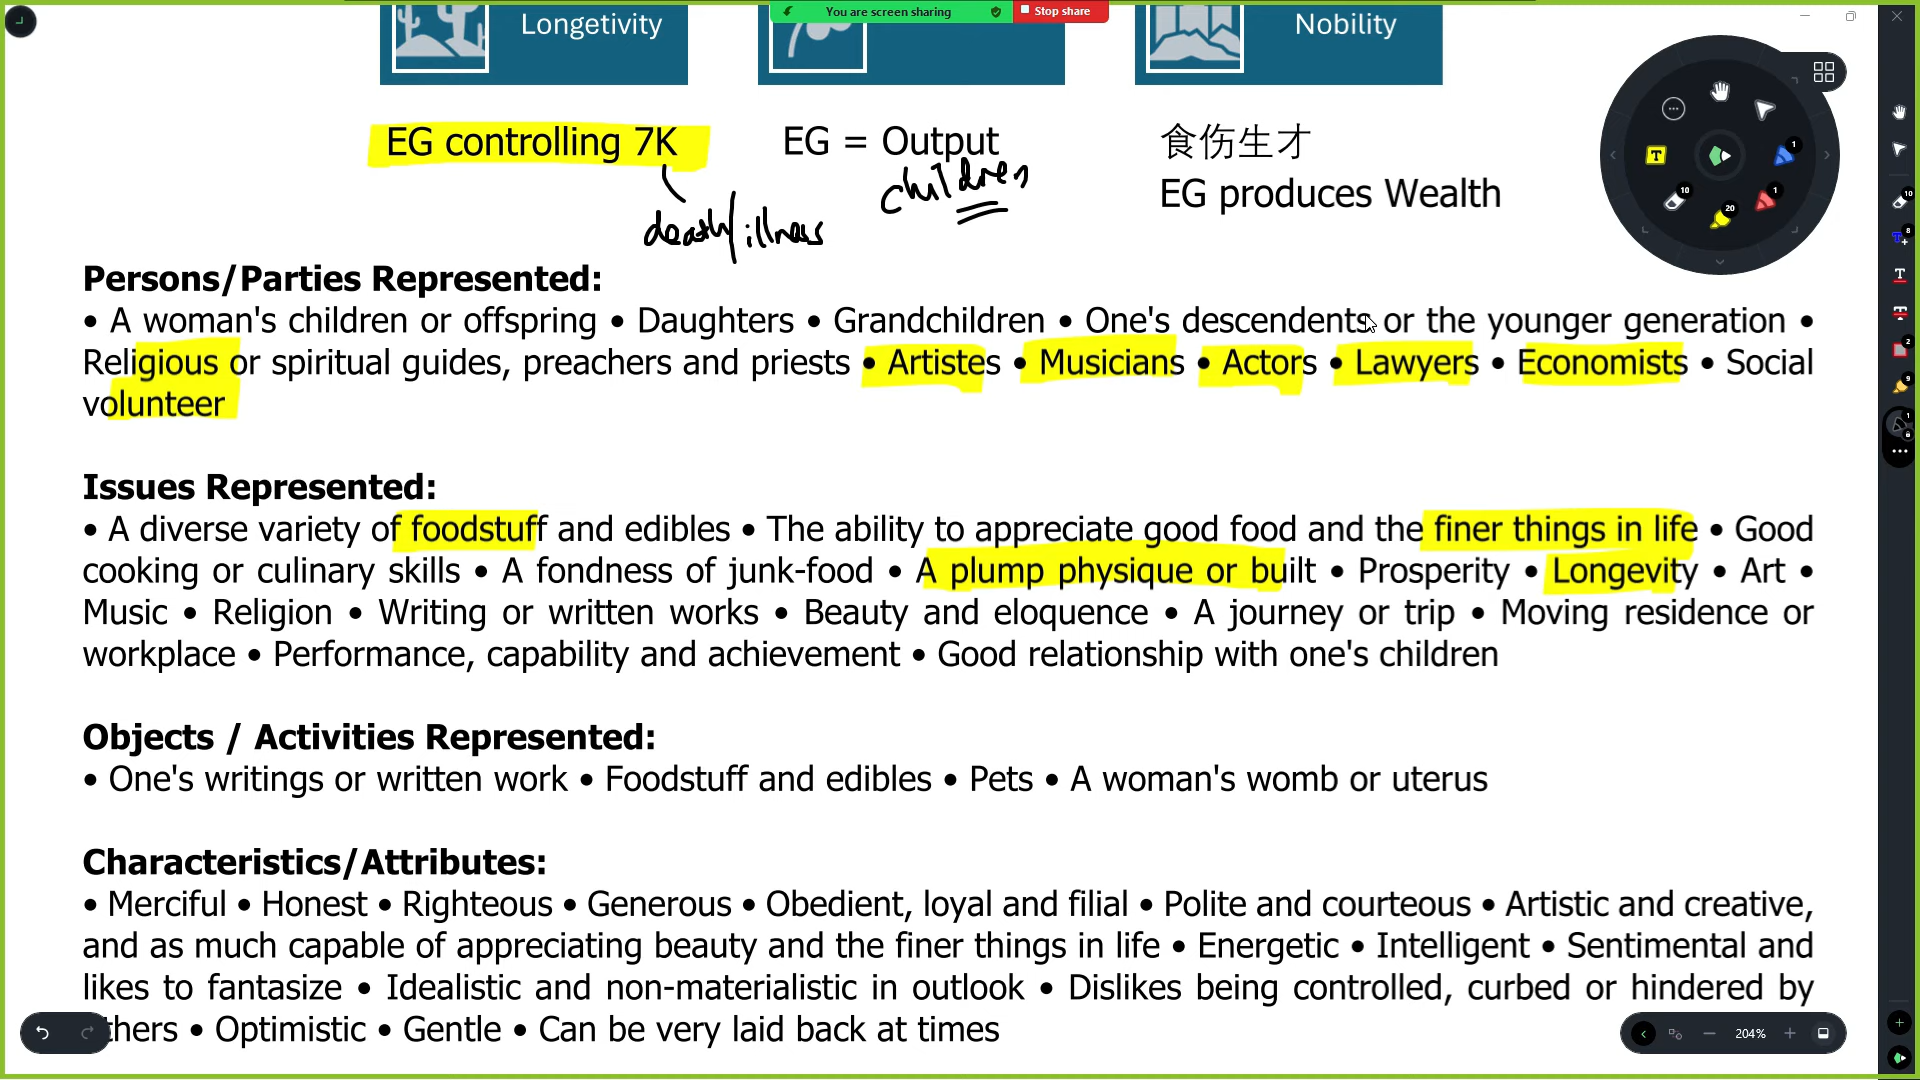 You are screen sharing
Stop share
Longetivity
Nobility
EG controlling 7K
EG = Output
食伤生才
children
EG produces Wealth
death/illness
Persons/Parties Represented:
• A woman's children or offspring • Daughters • Grandchildren • One's descendents or the younger generation •
Religious or spiritual guides, preachers and priests • Artistes • Musicians • Actors • Lawyers • Economists • Social
volunteer
Issues Represented:
• A diverse variety of foodstuff and edibles • The ability to appreciate good food and the finer things in life • Good
cooking or culinary skills • A fondness of junk-food • A plump physique or built • Prosperity • Longevity • Art •
Music • Religion • Writing or written works • Beauty and eloquence • A journey or trip • Moving residence or
workplace • Performance, capability and achievement • Good relationship with one's children
Objects / Activities Represented:
• One's writings or written work • Foodstuff and edibles • Pets • A woman's womb or uterus
Characteristics/Attributes:
• Merciful • Honest • Righteous • Generous • Obedient, loyal and filial • Polite and courteous • Artistic and creative,
and as much capable of appreciating beauty and the finer things in life • Energetic • Intelligent • Sentimental and
likes to fantasize • Idealistic and non-materialistic in outlook • Dislikes being controlled, curbed or hindered by
thers • Optimistic • Gentle • Can be very laid back at times
204%